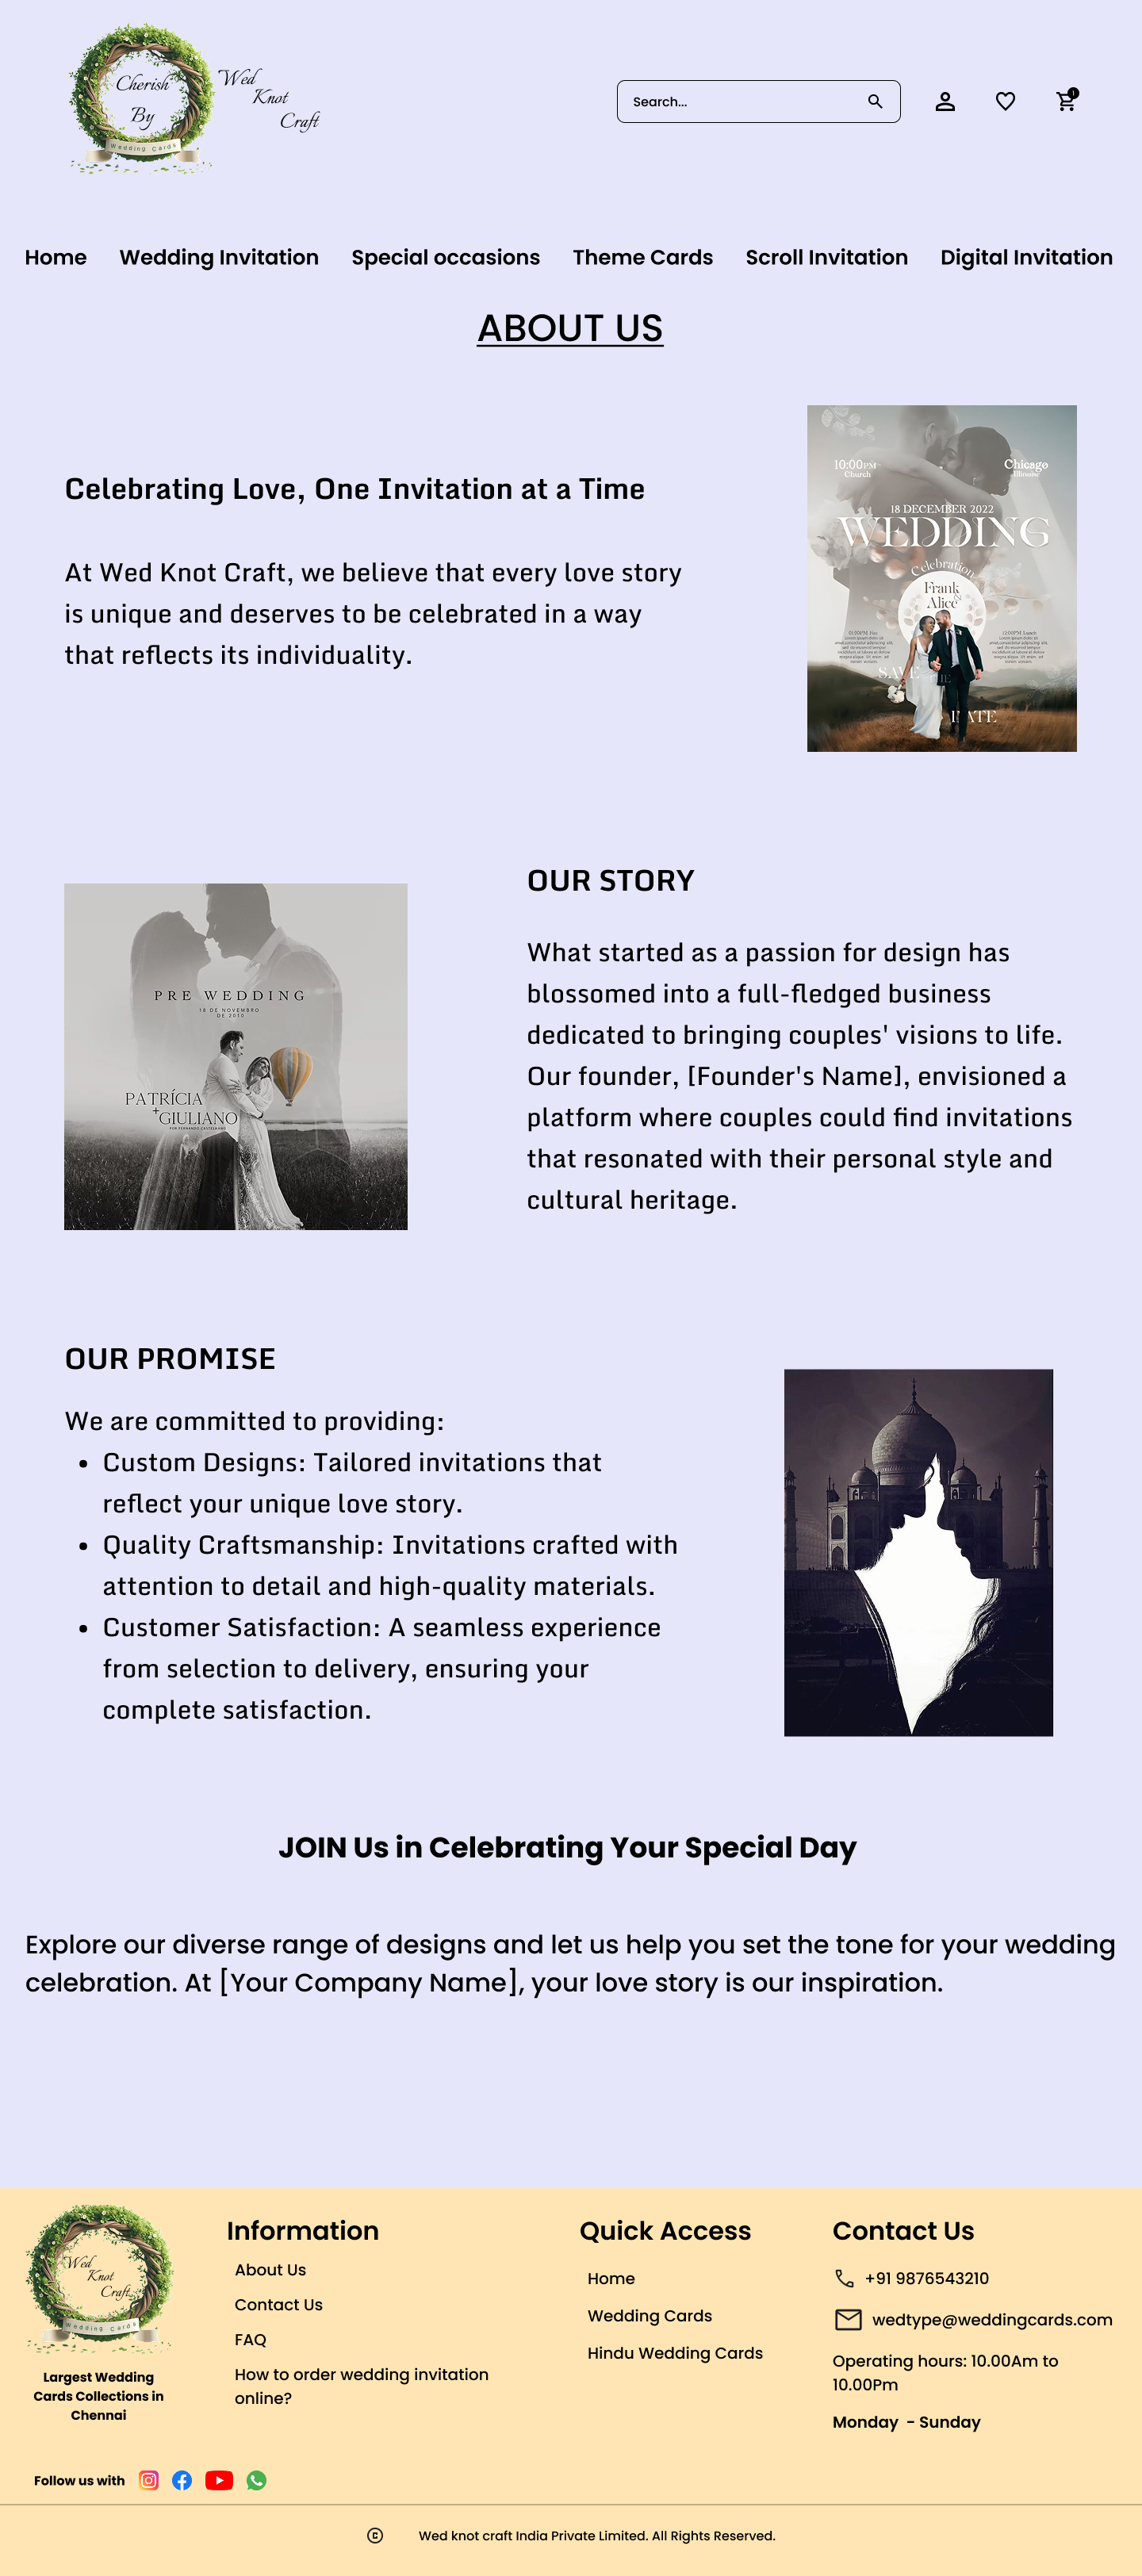 Cherish
By
Wedding Cards
Wed
Knot
Craft
Search...
Home Wedding Invitation Special occasions Theme Cards Scroll Invitation Digital Invitation
ABOUT US
Celebrating Love, One Invitation at a Time
At Wed Knot Craft, we believe that every love story
is unique and deserves to be celebrated in a way
that reflects its individuality.
10:00PM
Church
Chicago
Illinoise
18 DECEMBER 2022
WEDDING
Celebration
Frank
&
Alice
SAVE THE
DATE
OUR STORY
What started as a passion for design has
blossomed into a full-fledged business
dedicated to bringing couples' visions to life.
Our founder, [Founder's Name], envisioned a
platform where couples could find invitations
that resonated with their personal style and
cultural heritage.
PRE WEDDING
18 DE NOVEMBRO
DE 2010
PATRÍCIA
+
GIULIANO
POR FERNANDO CASTELHANO
OUR PROMISE
We are committed to providing:
• Custom Designs: Tailored invitations that
reflect your unique love story.
• Quality Craftsmanship: Invitations crafted with
attention to detail and high-quality materials.
• Customer Satisfaction: A seamless experience
from selection to delivery, ensuring your
complete satisfaction.
JOIN Us in Celebrating Your Special Day
Explore our diverse range of designs and let us help you set the tone for your wedding
celebration. At [Your Company Name], your love story is our inspiration.
Wed
Knot
Craft
Wedding Cards
Largest Wedding
Cards Collections in
Chennai
Information
About Us
Contact Us
FAQ
How to order wedding invitation
online?
Quick Access
Home
Wedding Cards
Hindu Wedding Cards
Contact Us
+91 9876543210
wedtype@weddingcards.com
Operating hours: 10.00Am to
10.00Pm
Monday - Sunday
Follow us with
© Wed knot craft India Private Limited. All Rights Reserved.